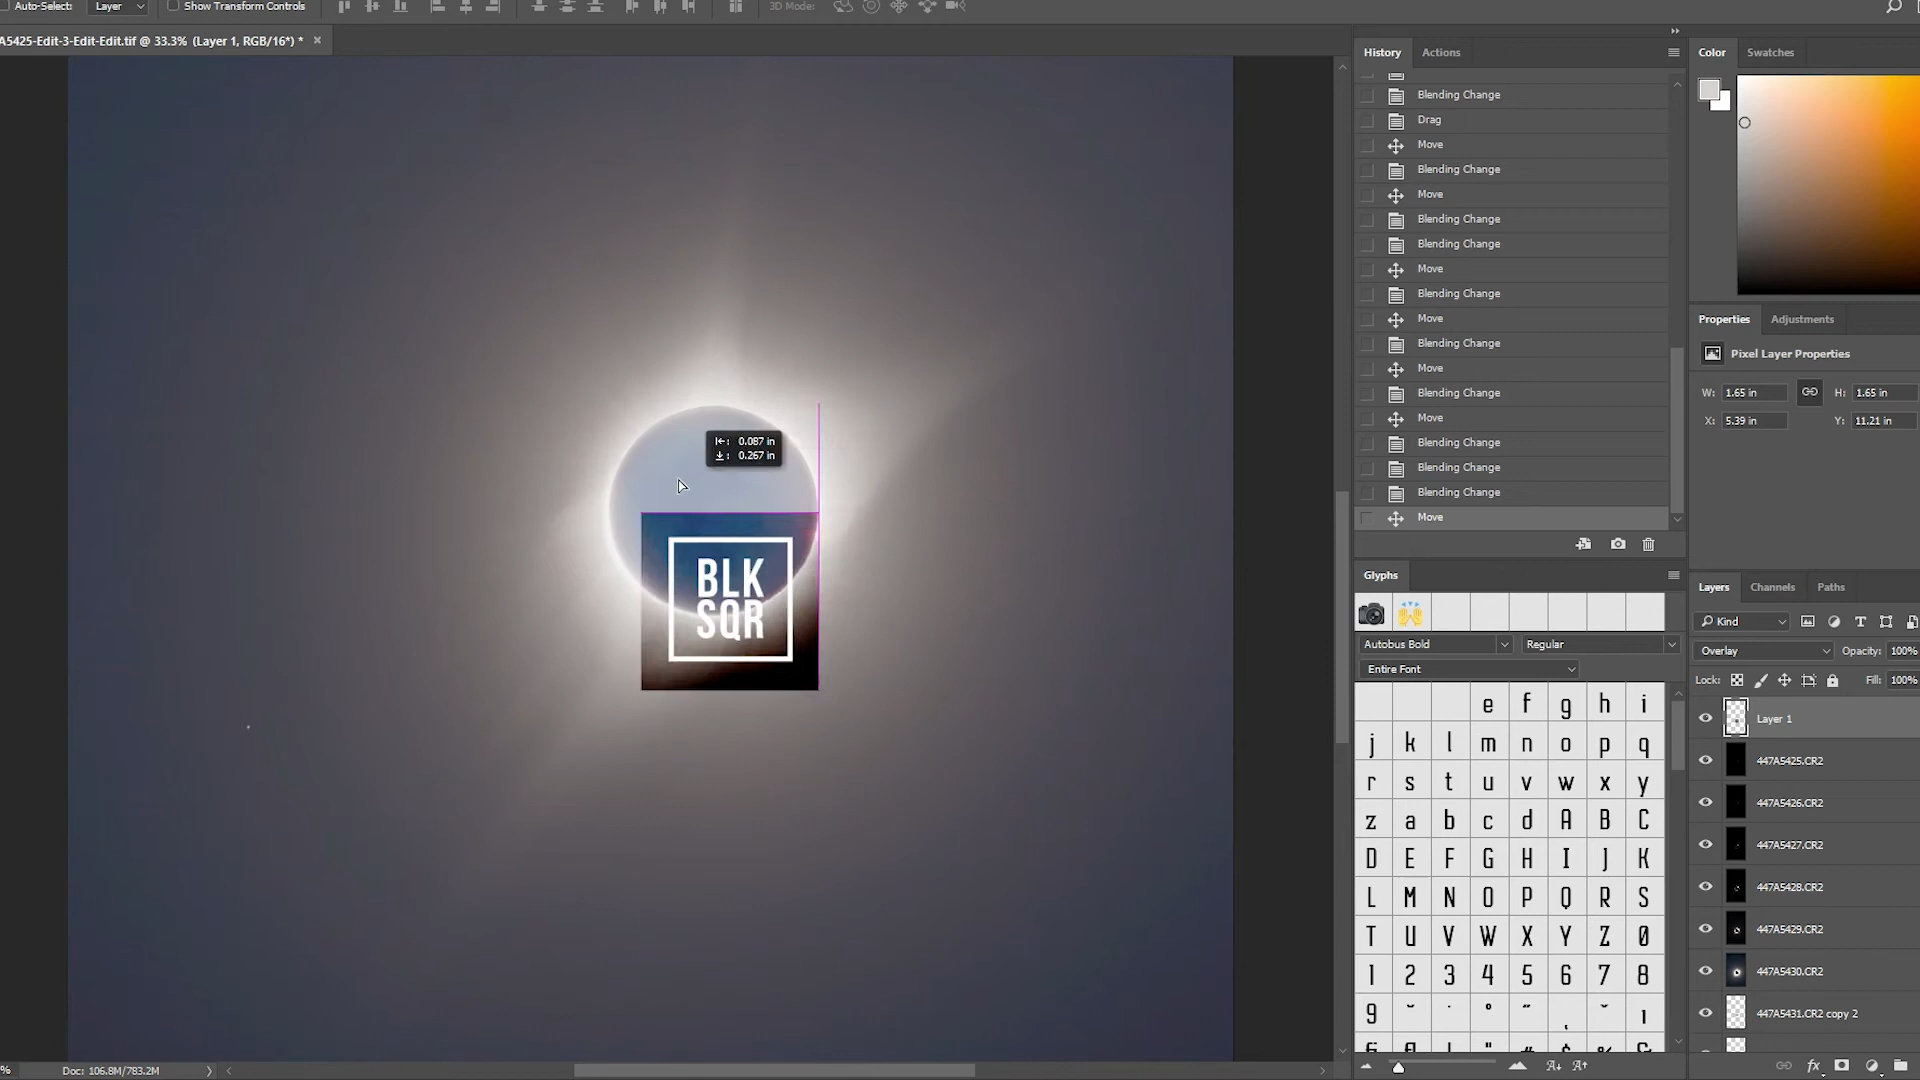 Auto-Select:
Layer
Show Transform Controls
3D Mode:
A5425-Edit-3-Edit-Edit.tif @ 33.3% (Layer 1, RGB/16*) *
0.087 in
0.267 in
BLK
SQR
%
Doc: 106.8M/783.2M
History
Actions
Blending Change
Drag
Move
Blending Change
Move
Blending Change
Blending Change
Move
Blending Change
Move
Blending Change
Move
Blending Change
Move
Blending Change
Blending Change
Blending Change
Move
Glyphs
Autobus Bold
Regular
Entire Font
e f g h i
j k l m n o p q
r s t u v w x y
z a b c d A B C
D E F G H I J K
L M N O P Q R S
T U V W X Y Z 0
1 2 3 4 5 6 7 8
9
Color
Swatches
Properties
Adjustments
Pixel Layer Properties
W: 1.65 in
H: 1.65 in
X: 5.39 in
Y: 11.21 in
Layers
Channels
Paths
Kind
Overlay
Opacity: 100%
Lock:
Fill: 100%
Layer 1
447A5425.CR2
447A5426.CR2
447A5427.CR2
447A5428.CR2
447A5429.CR2
447A5430.CR2
447A5431.CR2 copy 2
fx